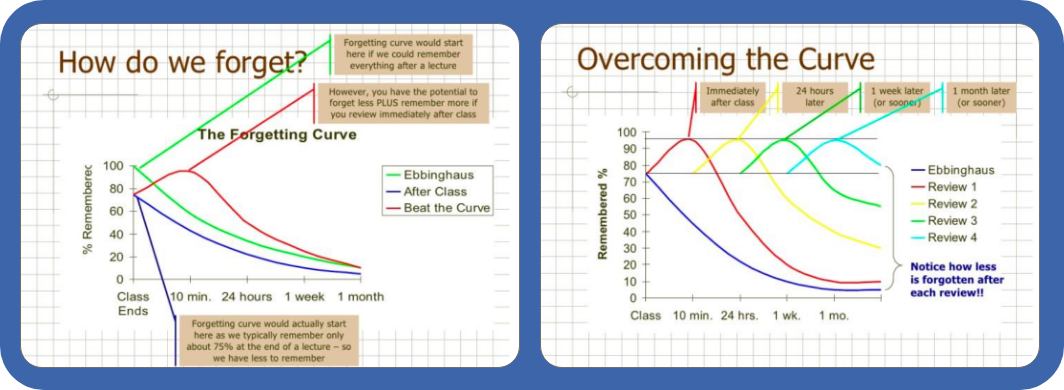 How do we forget?
Forgetting curve would start
here if we could remember
everything after a lecture
However, you have the potential to
forget less PLUS remember more if
you review immediately after class
The Forgetting Curve
% Remembered
100
80
60
40
20
0
Class
Ends
10 min.
24 hours
1 week
1 month
Ebbinghaus
After Class
Beat the Curve
Forgetting curve would actually start
here as we typically remember only
about 75% at the end of a lecture – so
we have less to remember
Overcoming the Curve
Immediately
after class
24 hours
later
1 week later
(or sooner)
1 month later
(or sooner)
Remembered %
100
90
80
70
60
50
40
30
20
10
0
Class
10 min.
24 hrs.
1 wk.
1 mo.
Ebbinghaus
Review 1
Review 2
Review 3
Review 4
Notice how less
is forgotten after
each review!!